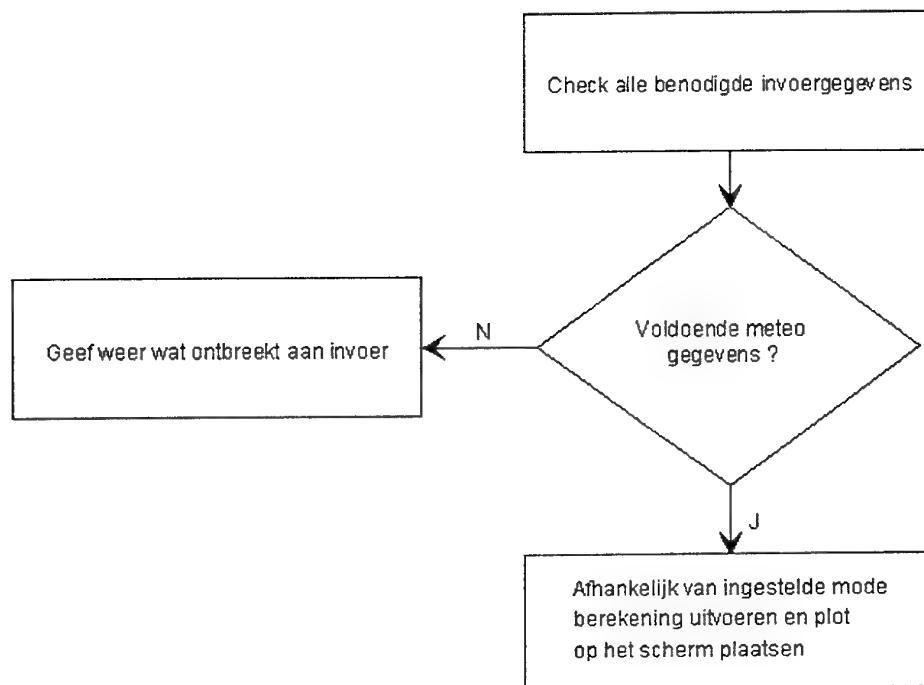 Check alle benodigde invoergegevens
Voldoende meteo
gegevens ?
N
Geef weer wat ontbreekt aan invoer
J
Afhankelijk van ingestelde mode
berekening uitvoeren en plot
op het scherm plaatsen